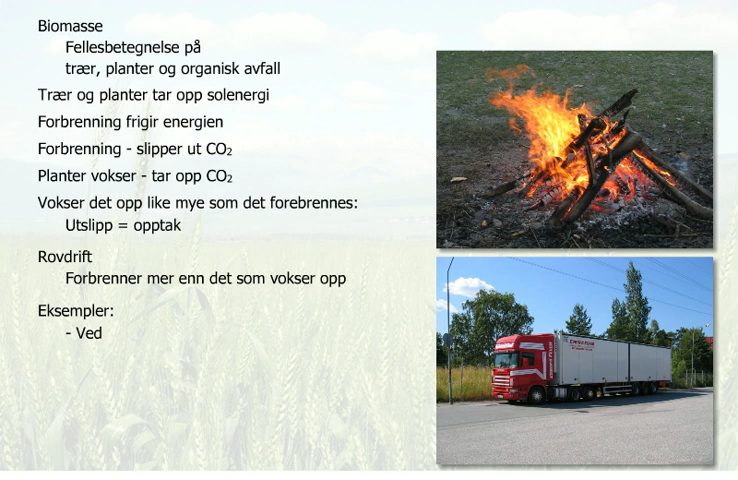 Biomasse
Fellesbetegnelse på
trær, planter og organisk avfall
Trær og planter tar opp solenergi
Forbrenning frigir energien
Forbrenning - slipper ut CO₂
Planter vokser - tar opp CO₂
Vokser det opp like mye som det forebrennes:
Utslipp = opptak
Rovdrift
Forbrenner mer enn det som vokser opp
Eksempler:
- Ved